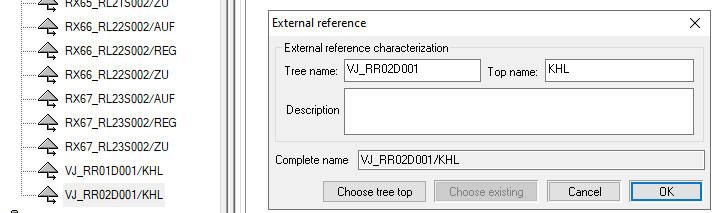 RX65_RL21S002/ZU
RX66_RL22S002/AUF
RX66_RL22S002/REG
RX66_RL22S002/ZU
RX67_RL23S002/AUF
RX67_RL23S002/REG
RX67_RL23S002/ZU
VJ_RR01D001/KHL
VJ_RR02D001/KHL
External reference
External reference characterization
Tree name: VJ_RR02D001 Top name: KHL
Description
Complete name VJ_RR02D001/KHL
Choose tree top Choose existing Cancel OK